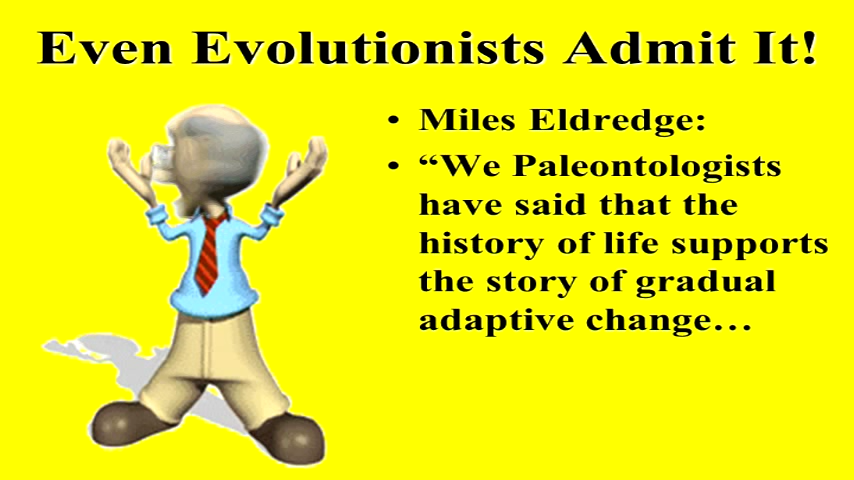 Even Evolutionists Admit It!
• Miles Eldredge:
• “We Paleontologists
have said that the
history of life supports
the story of gradual
adaptive change…